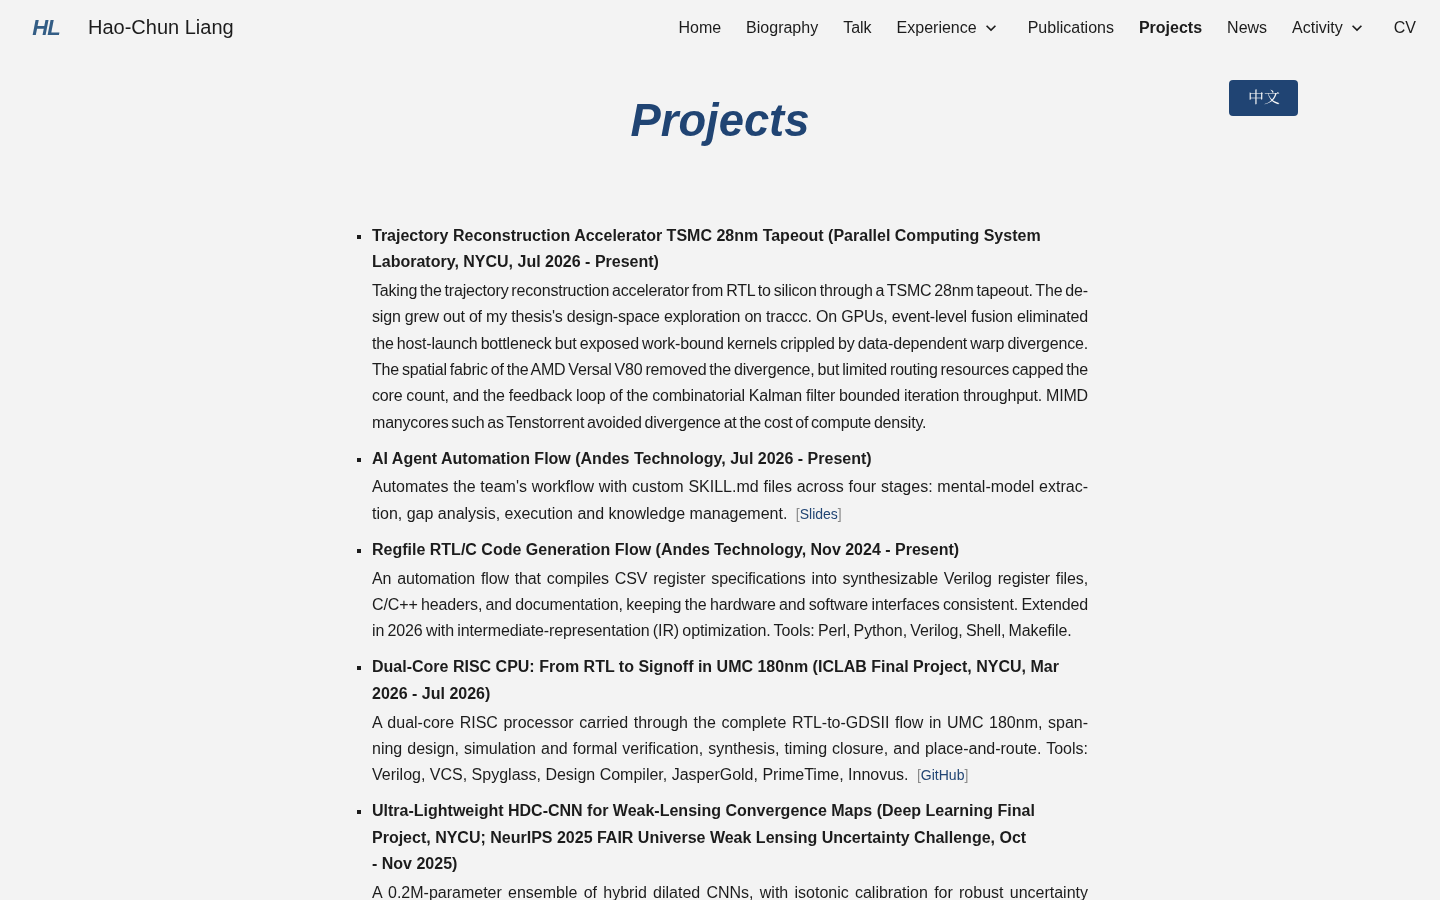 HL Hao-Chun Liang Home Biography Talk Experience Publications Projects News Activity CV
中文
Projects
Trajectory Reconstruction Accelerator TSMC 28nm Tapeout (Parallel Computing System
Laboratory, NYCU, Jul 2026 - Present)
Taking the trajectory reconstruction accelerator from RTL to silicon through a TSMC 28nm tapeout. The de-
sign grew out of my thesis's design-space exploration on traccc. On GPUs, event-level fusion eliminated
the host-launch bottleneck but exposed work-bound kernels crippled by data-dependent warp divergence.
The spatial fabric of the AMD Versal V80 removed the divergence, but limited routing resources capped the
core count, and the feedback loop of the combinatorial Kalman filter bounded iteration throughput. MIMD
manycores such as Tenstorrent avoided divergence at the cost of compute density.
AI Agent Automation Flow (Andes Technology, Jul 2026 - Present)
Automates the team's workflow with custom SKILL.md files across four stages: mental-model extrac-
tion, gap analysis, execution and knowledge management. [Slides]
Regfile RTL/C Code Generation Flow (Andes Technology, Nov 2024 - Present)
An automation flow that compiles CSV register specifications into synthesizable Verilog register files,
C/C++ headers, and documentation, keeping the hardware and software interfaces consistent. Extended
in 2026 with intermediate-representation (IR) optimization. Tools: Perl, Python, Verilog, Shell, Makefile.
Dual-Core RISC CPU: From RTL to Signoff in UMC 180nm (ICLAB Final Project, NYCU, Mar
2026 - Jul 2026)
A dual-core RISC processor carried through the complete RTL-to-GDSII flow in UMC 180nm, span-
ning design, simulation and formal verification, synthesis, timing closure, and place-and-route. Tools:
Verilog, VCS, Spyglass, Design Compiler, JasperGold, PrimeTime, Innovus. [GitHub]
Ultra-Lightweight HDC-CNN for Weak-Lensing Convergence Maps (Deep Learning Final
Project, NYCU; NeurIPS 2025 FAIR Universe Weak Lensing Uncertainty Challenge, Oct
- Nov 2025)
A 0.2M-parameter ensemble of hybrid dilated CNNs, with isotonic calibration for robust uncertainty